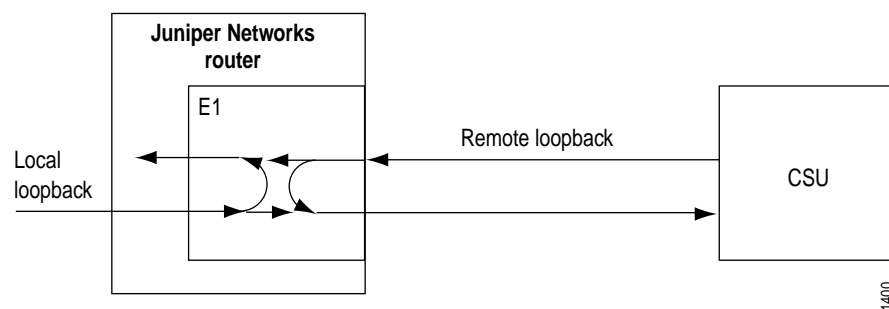 Juniper Networks
router
E1
Remote loopback
Local
loopback
CSU
1400